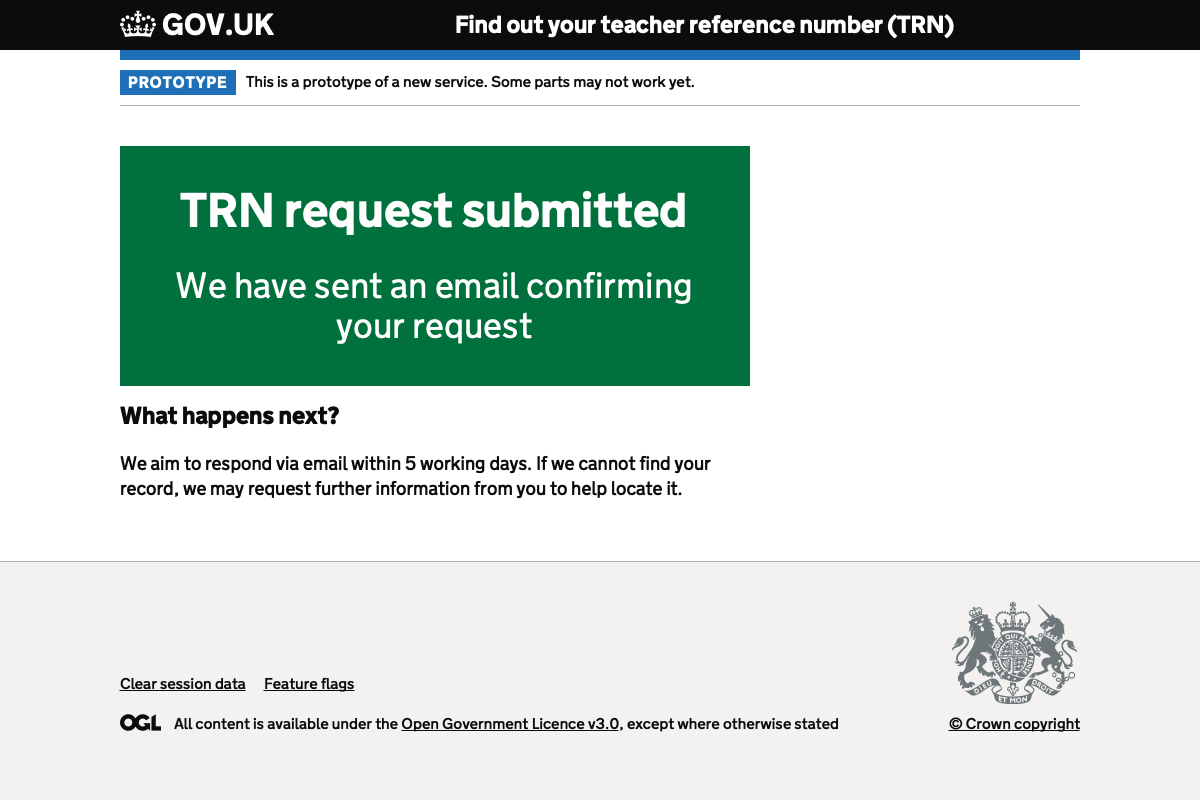 GOV.UK
Find out your teacher reference number (TRN)
PROTOTYPE This is a prototype of a new service. Some parts may not work yet.
TRN request submitted
We have sent an email confirming
your request
What happens next?
We aim to respond via email within 5 working days. If we cannot find your
record, we may request further information from you to help locate it.
Clear session data Feature flags
OGL All content is available under the Open Government Licence v3.0, except where otherwise stated
DIEU ET MON DROIT
© Crown copyright